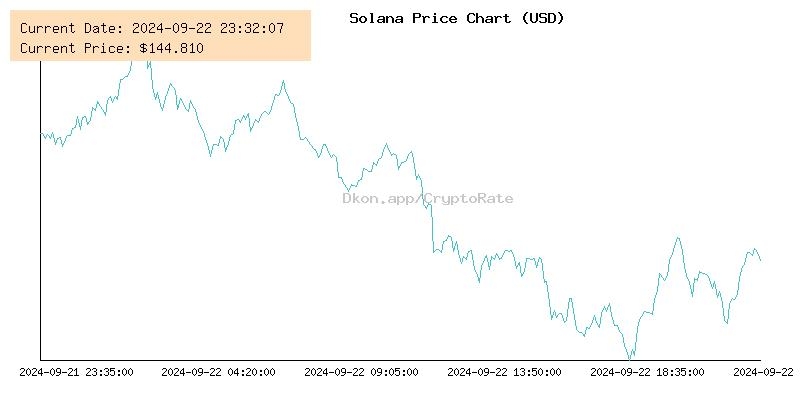 Solana Price Chart (USD)
Current Date: 2024-09-22 23:32:07
Current Price: $144.810
Dkon.app/CryptoRate
2024-09-21 23:35:00 2024-09-22 04:20:00 2024-09-22 09:05:00 2024-09-22 13:50:00 2024-09-22 18:35:00 2024-09-22